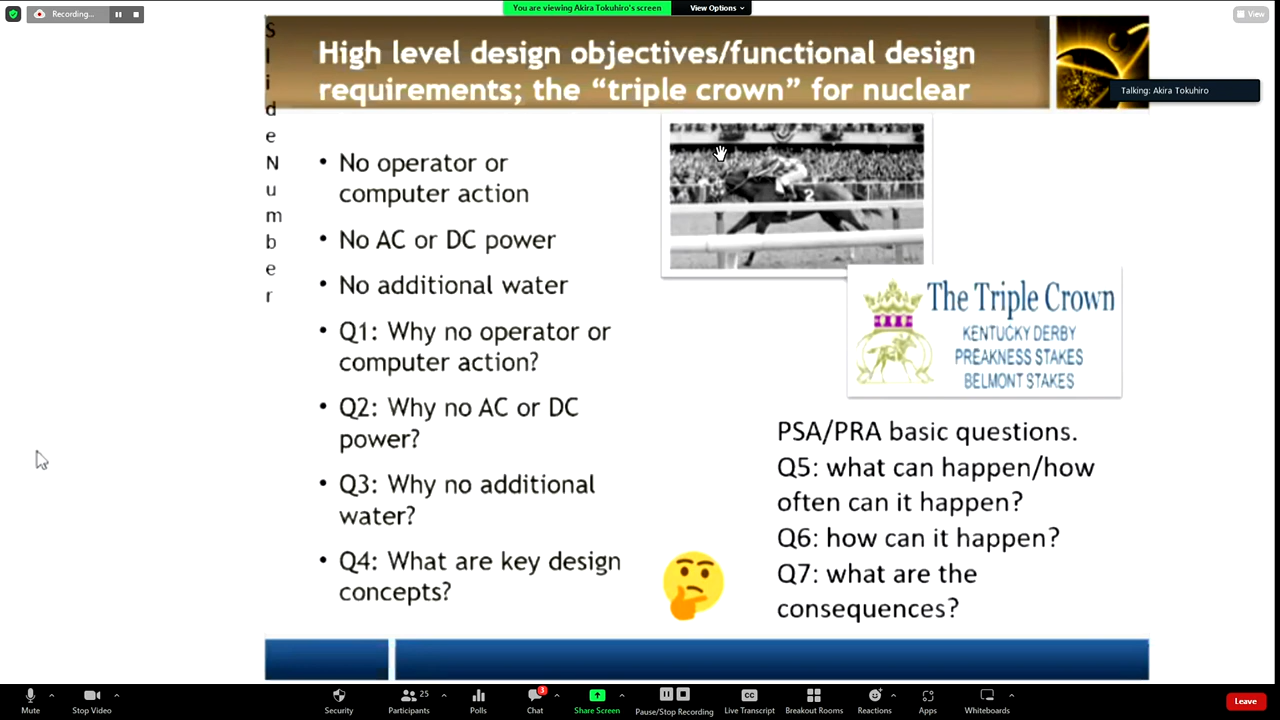 Recording...
You are viewing Akira Tokuhiro's screen
View Options
View
S
l
i
d
e
N
u
m
b
e
r
High level design objectives/functional design
requirements; the “triple crown” for nuclear
Talking: Akira Tokuhiro
• No operator or
computer action
• No AC or DC power
• No additional water
• Q1: Why no operator or
computer action?
• Q2: Why no AC or DC
power?
• Q3: Why no additional
water?
• Q4: What are key design
concepts?
2
The Triple Crown
KENTUCKY DERBY
PREAKNESS STAKES
BELMONT STAKES
PSA/PRA basic questions.
Q5: what can happen/how
often can it happen?
Q6: how can it happen?
Q7: what are the
consequences?
Mute
Stop Video
Security
25
Participants
Polls
3
Chat
Share Screen
Pause/Stop Recording
CC
Live Transcript
Breakout Rooms
Reactions
Apps
Whiteboards
Leave